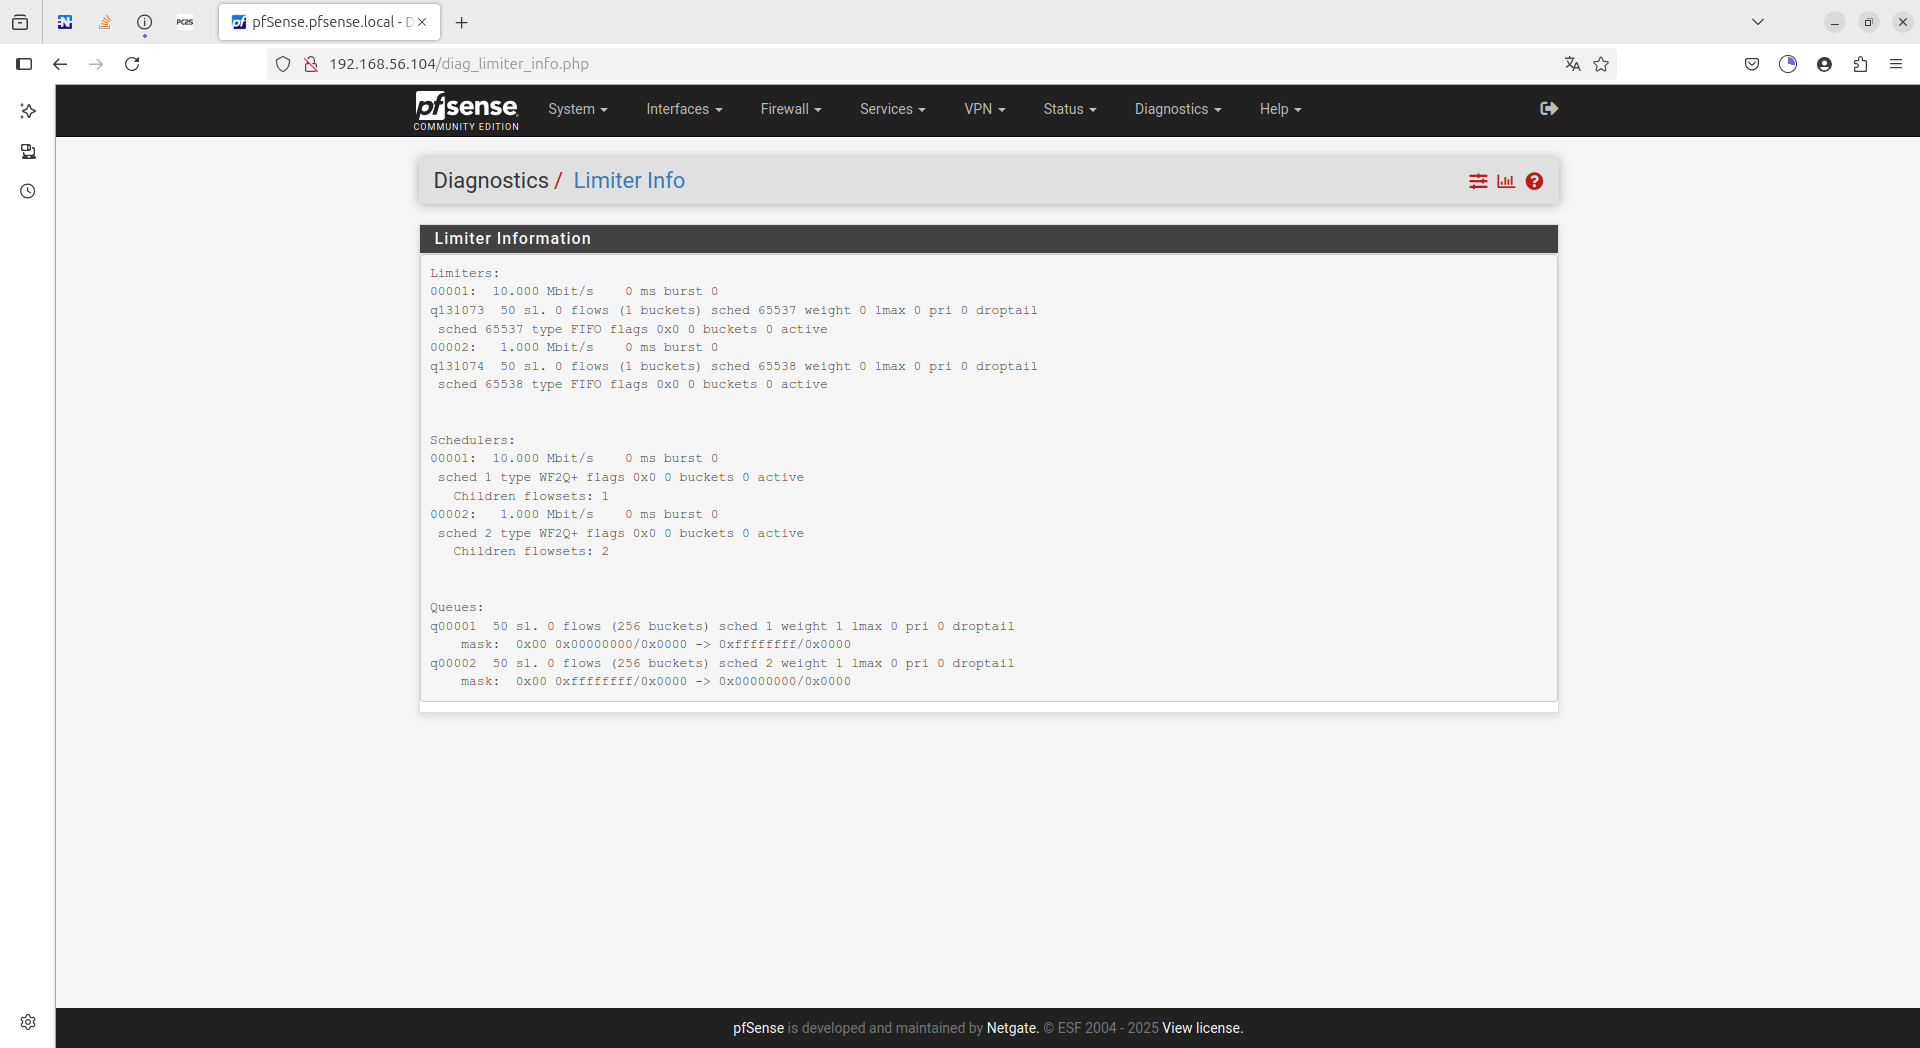 pfSense.pfsense.local - D
192.168.56.104/diag_limiter_info.php
pfsense
COMMUNITY EDITION
System
Interfaces
Firewall
Services
VPN
Status
Diagnostics
Help
Diagnostics / Limiter Info
Limiter Information
Limiters:
00001:  10.000 Mbit/s    0 ms burst 0
q131073  50 sl. 0 flows (1 buckets) sched 65537 weight 0 lmax 0 pri 0 droptail
 sched 65537 type FIFO flags 0x0 0 buckets 0 active
00002:   1.000 Mbit/s    0 ms burst 0
q131074  50 sl. 0 flows (1 buckets) sched 65538 weight 0 lmax 0 pri 0 droptail
 sched 65538 type FIFO flags 0x0 0 buckets 0 active
Schedulers:
00001:  10.000 Mbit/s    0 ms burst 0
 sched 1 type WF2Q+ flags 0x0 0 buckets 0 active
   Children flowsets: 1
00002:   1.000 Mbit/s    0 ms burst 0
 sched 2 type WF2Q+ flags 0x0 0 buckets 0 active
   Children flowsets: 2
Queues:
q00001  50 sl. 0 flows (256 buckets) sched 1 weight 1 lmax 0 pri 0 droptail
    mask:  0x00 0x00000000/0x0000 -> 0xffffffff/0x0000
q00002  50 sl. 0 flows (256 buckets) sched 2 weight 1 lmax 0 pri 0 droptail
    mask:  0x00 0xffffffff/0x0000 -> 0x00000000/0x0000
pfSense is developed and maintained by Netgate. © ESF 2004 - 2025 View license.